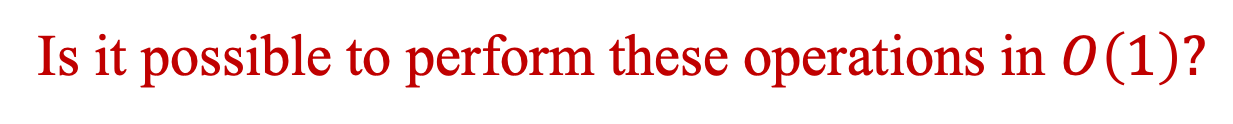 Is it possible to perform these operations in O(1)?